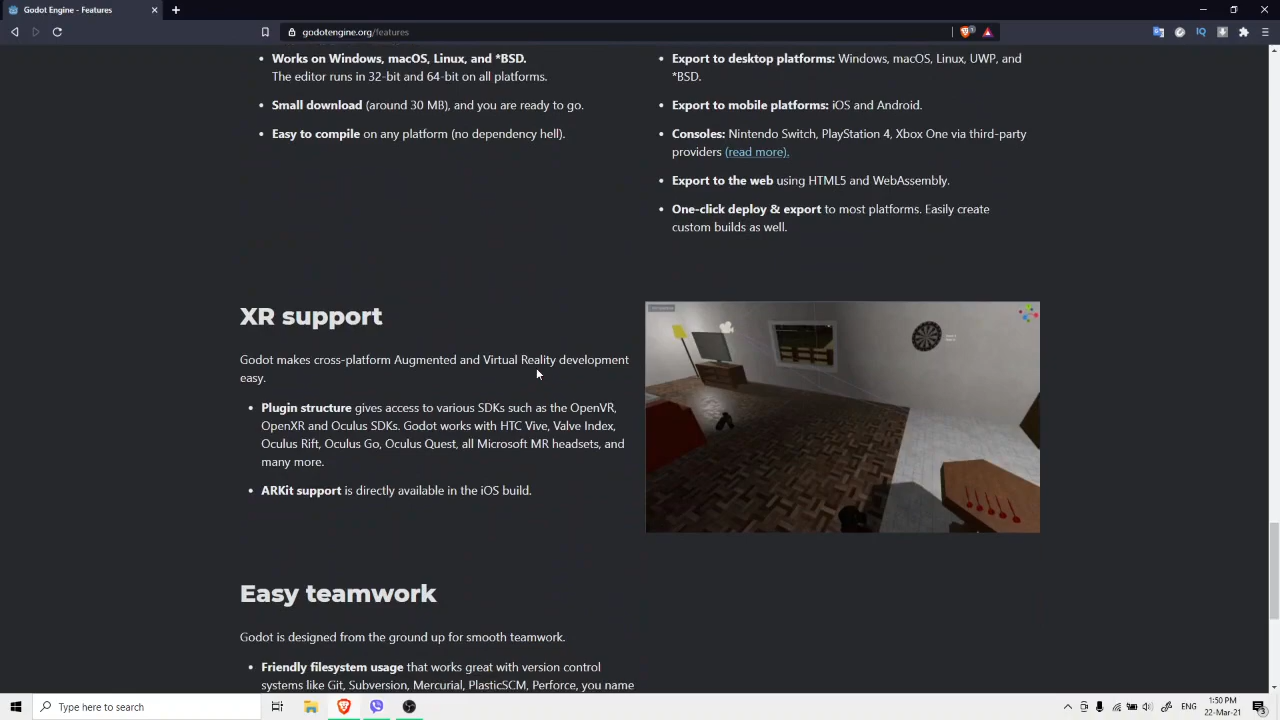 Godot Engine - Features
godotengine.org/features
IQ
Works on Windows, macOS, Linux, and *BSD.
The editor runs in 32-bit and 64-bit on all platforms.
Small download (around 30 MB), and you are ready to go.
Easy to compile on any platform (no dependency hell).
Export to desktop platforms: Windows, macOS, Linux, UWP, and
*BSD.
Export to mobile platforms: iOS and Android.
Consoles: Nintendo Switch, PlayStation 4, Xbox One via third-party
providers (read more).
Export to the web using HTML5 and WebAssembly.
One-click deploy & export to most platforms. Easily create
custom builds as well.
XR support
Godot makes cross-platform Augmented and Virtual Reality development
easy.
Plugin structure gives access to various SDKs such as the OpenVR,
OpenXR and Oculus SDKs. Godot works with HTC Vive, Valve Index,
Oculus Rift, Oculus Go, Oculus Quest, all Microsoft MR headsets, and
many more.
ARKit support is directly available in the iOS build.
Easy teamwork
Godot is designed from the ground up for smooth teamwork.
Friendly filesystem usage that works great with version control
systems like Git, Subversion, Mercurial, PlasticSCM, Perforce, you name
Type here to search
1:50 PM
22-Mar-21